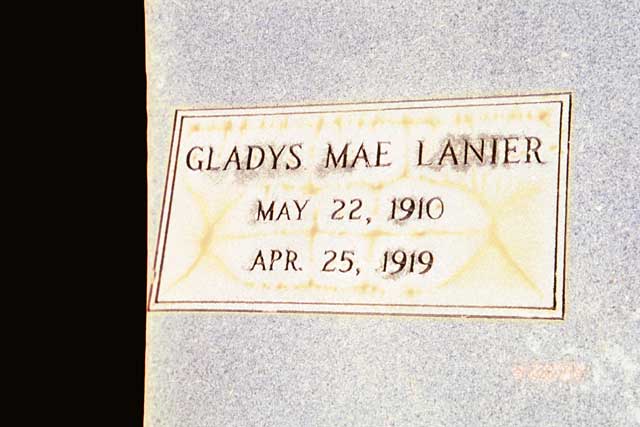 GLADYS MAE LANIER
MAY 22, 1910
APR. 25, 1919